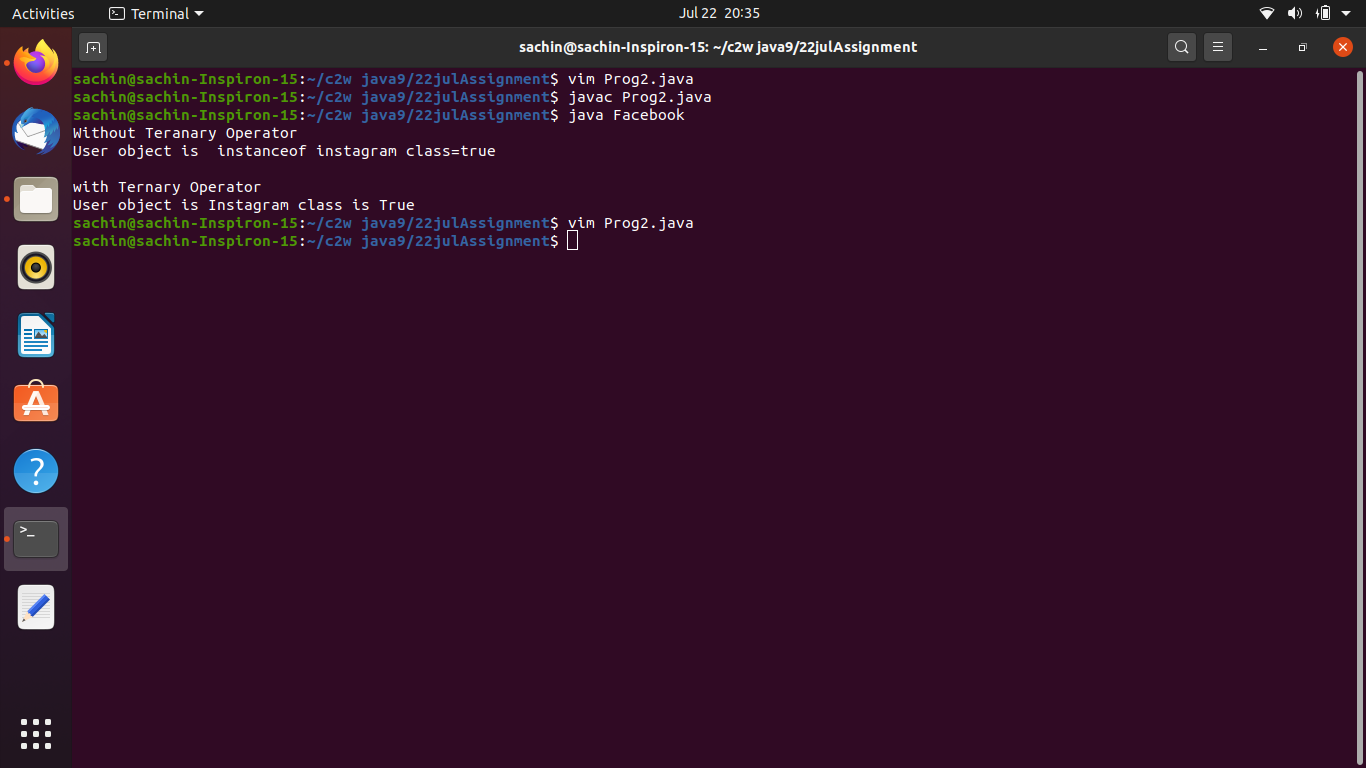 Activities
Terminal
Jul 22 20:35
sachin@sachin-Inspiron-15: ~/c2w java9/22julAssignment
sachin@sachin-Inspiron-15:~/c2w java9/22julAssignment$ vim Prog2.java
sachin@sachin-Inspiron-15:~/c2w java9/22julAssignment$ javac Prog2.java
sachin@sachin-Inspiron-15:~/c2w java9/22julAssignment$ java Facebook
Without Teranary Operator
User object is  instanceof instagram class=true
with Ternary Operator
User object is Instagram class is True
sachin@sachin-Inspiron-15:~/c2w java9/22julAssignment$ vim Prog2.java
sachin@sachin-Inspiron-15:~/c2w java9/22julAssignment$